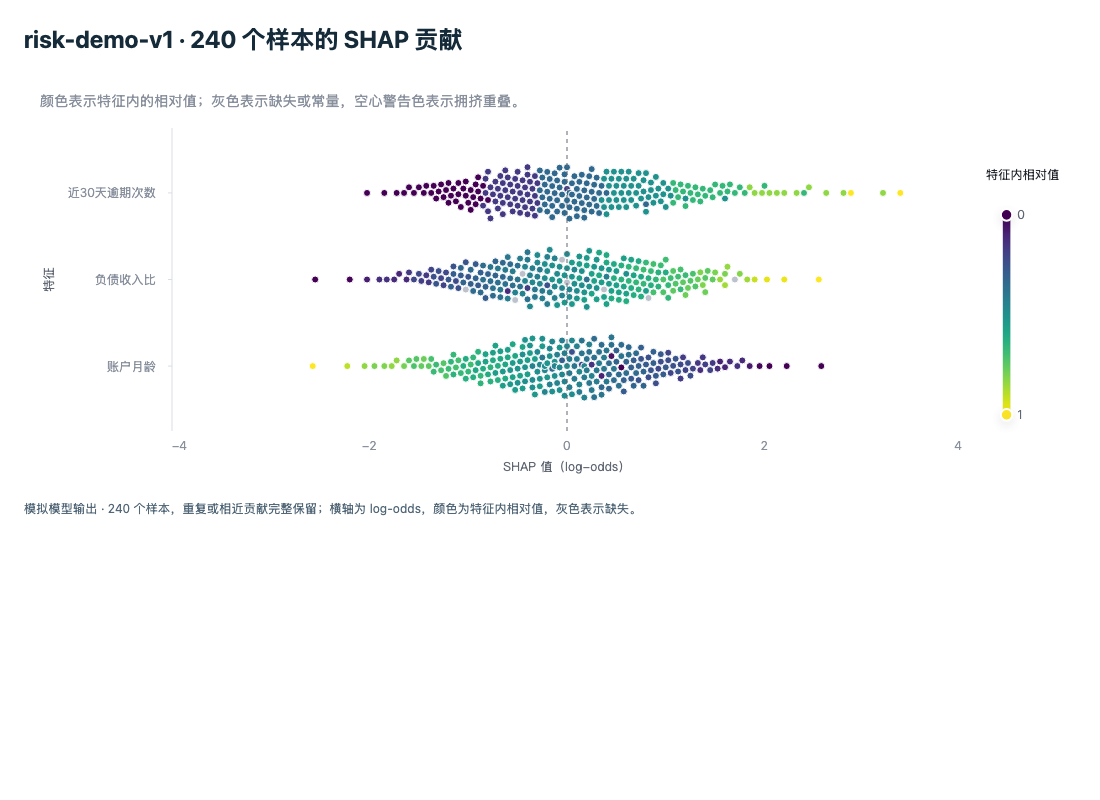 risk-demo-v1 · 240 个样本的 SHAP 贡献
颜色表示特征内的相对值；灰色表示缺失或常量，空心警告色表示拥挤重叠。
特征内相对值
0
1
特征
近30天逾期次数
负债收入比
账户月龄
−4
−2
0
2
4
SHAP 值（log−odds）
模拟模型输出 · 240 个样本，重复或相近贡献完整保留；横轴为 log-odds，颜色为特征内相对值，灰色表示缺失。